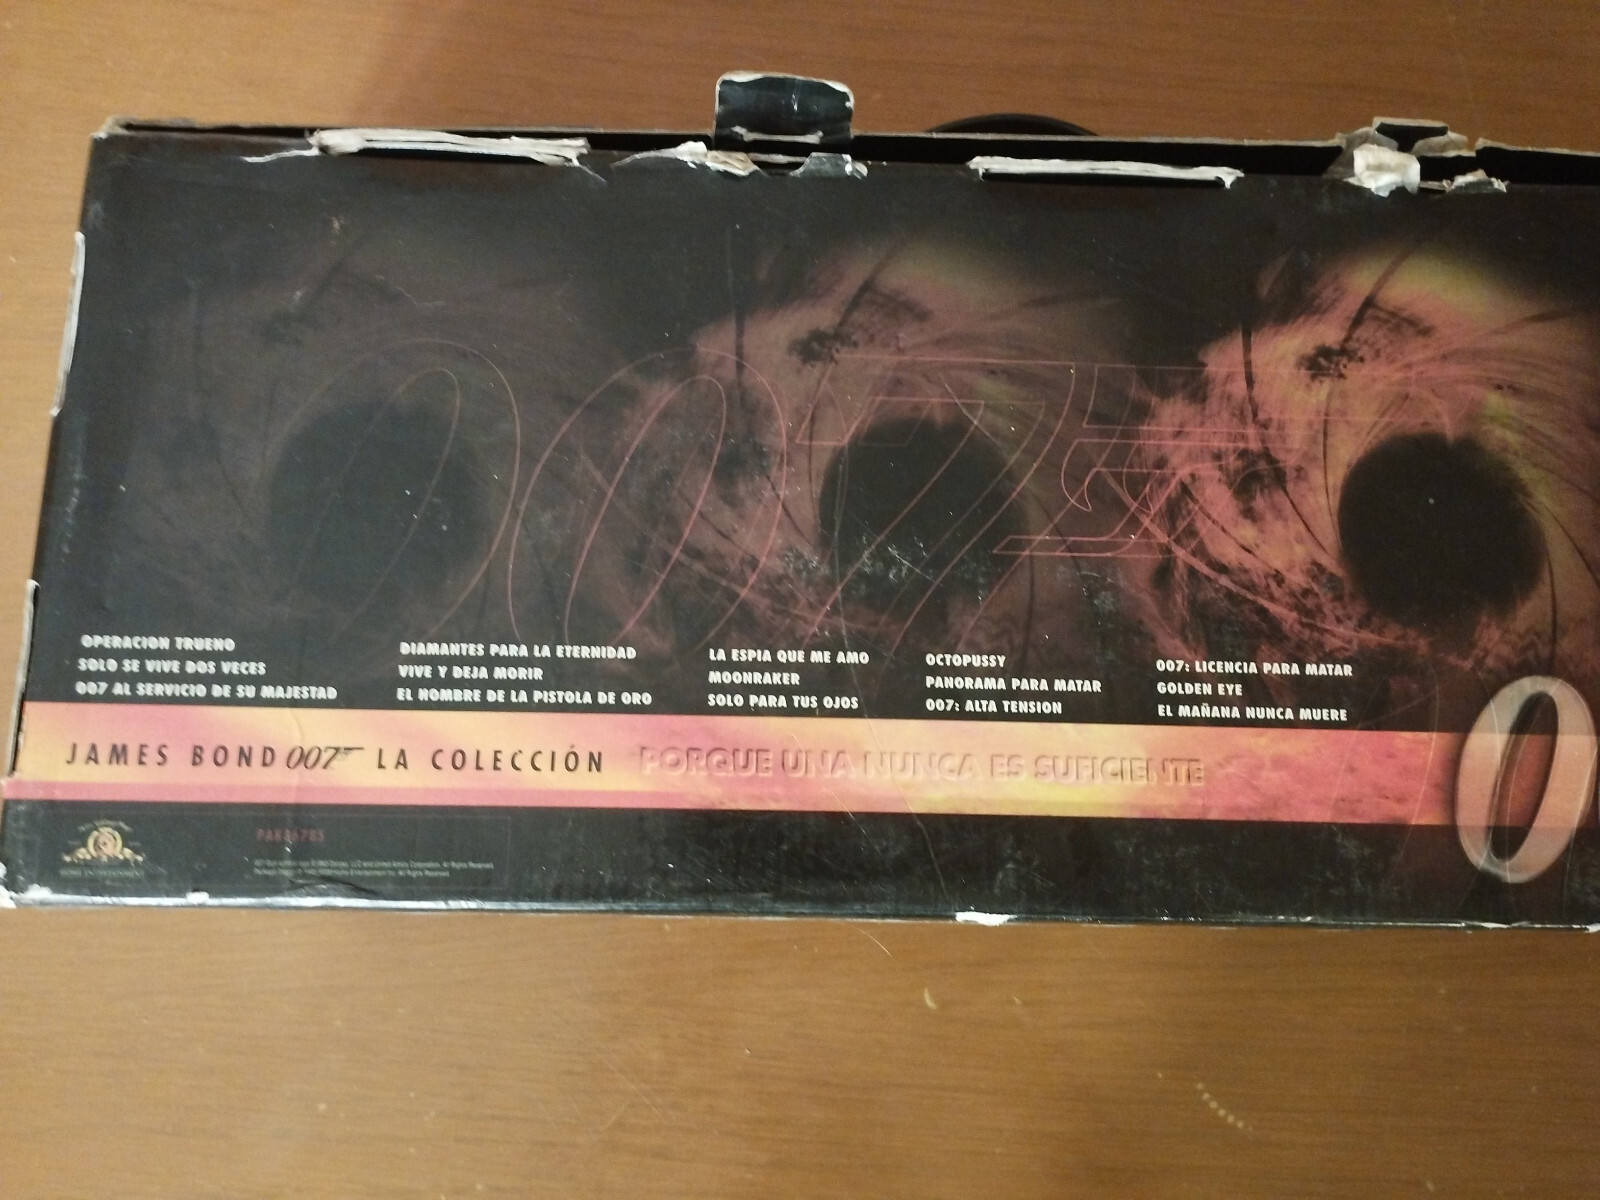 007
OPERACION TRUENO
SOLO SE VIVE DOS VECES
007 AL SERVICIO DE SU MAJESTAD
DIAMANTES PARA LA ETERNIDAD
VIVE Y DEJA MORIR
EL HOMBRE DE LA PISTOLA DE ORO
LA ESPIA QUE ME AMO
MOONRAKER
SOLO PARA TUS OJOS
OCTOPUSSY
PANORAMA PARA MATAR
007: ALTA TENSION
007: LICENCIA PARA MATAR
GOLDEN EYE
EL MAÑANA NUNCA MUERE
JAMES BOND 007 LA COLECCIÓN
PORQUE UNA NUNCA ES SUFICIENTE
0
HOME ENTERTAINMENT